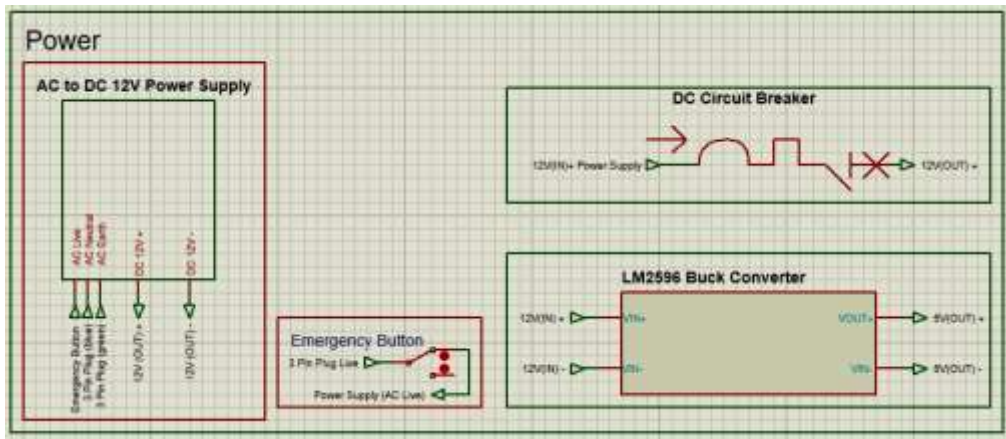 Power
AC to DC 12V Power Supply
AC Live
AC Neutral
AC Earth
DC 12V +
DC 12V -
Emergency Button
3 Pin Plug (blue)
3 Pin Plug (green)
12V (OUT) +
12V (OUT) -
Emergency Button
3 Pin Plug Live
Power Supply (AC Live)
DC Circuit Breaker
12V(IN)+ Power Supply
12V(OUT) +
LM2596 Buck Converter
12V(IN) +
VIN+
VOUT+
5V(OUT) +
12V(IN) -
VIN-
VIN-
5V(OUT) -